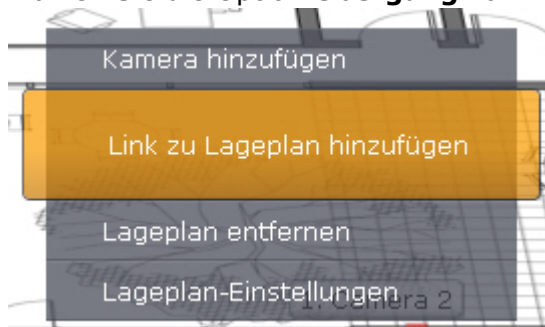 Kamera hinzufügen
Link zu Lageplan hinzufügen
Lageplan entfernen
Lageplan-Einstellungen
1. Camera 2